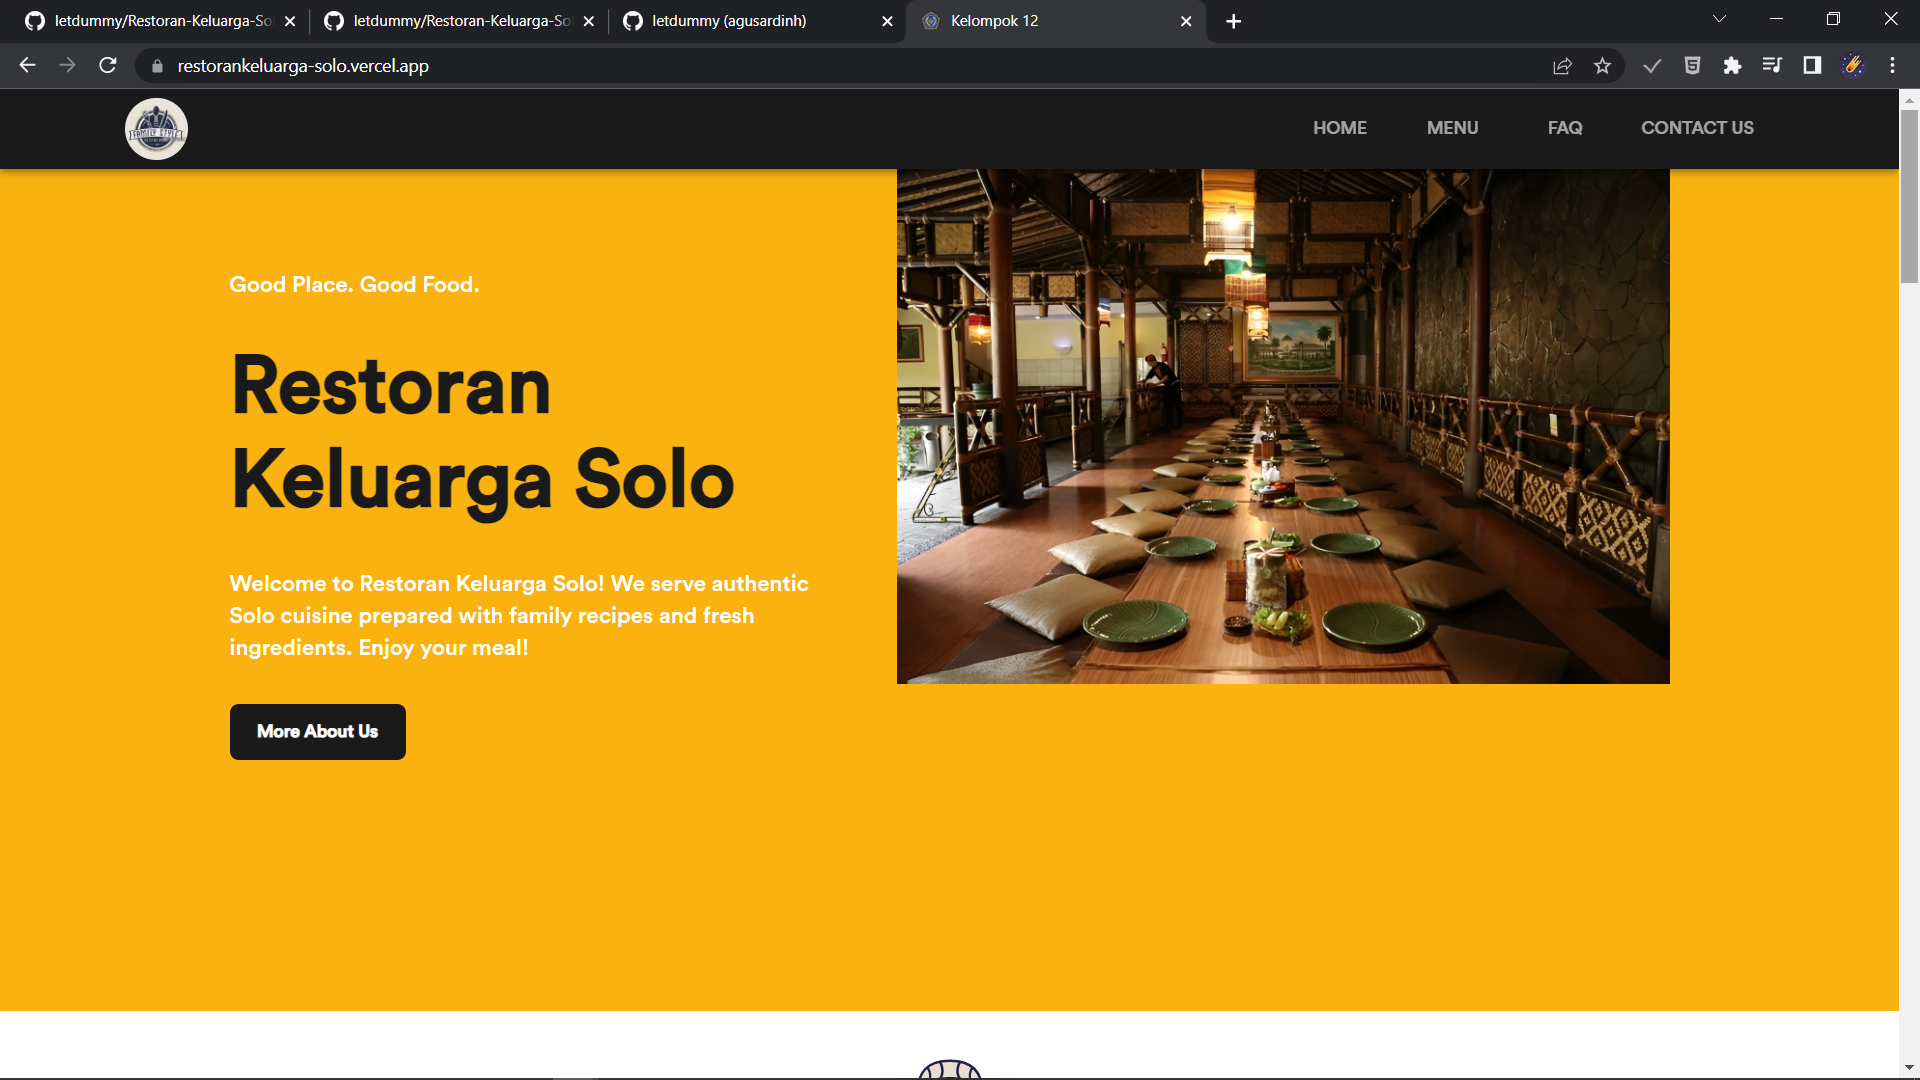 letdummy/Restoran-Keluarga-So
letdummy/Restoran-Keluarga-So
letdummy (agusardinh)
Kelompok 12
restorankeluarga-solo.vercel.app
FAMILY STYLE
HOME
MENU
FAQ
CONTACT US
Good Place. Good Food.
Restoran
Keluarga Solo
Welcome to Restoran Keluarga Solo! We serve authentic
Solo cuisine prepared with family recipes and fresh
ingredients. Enjoy your meal!
More About Us